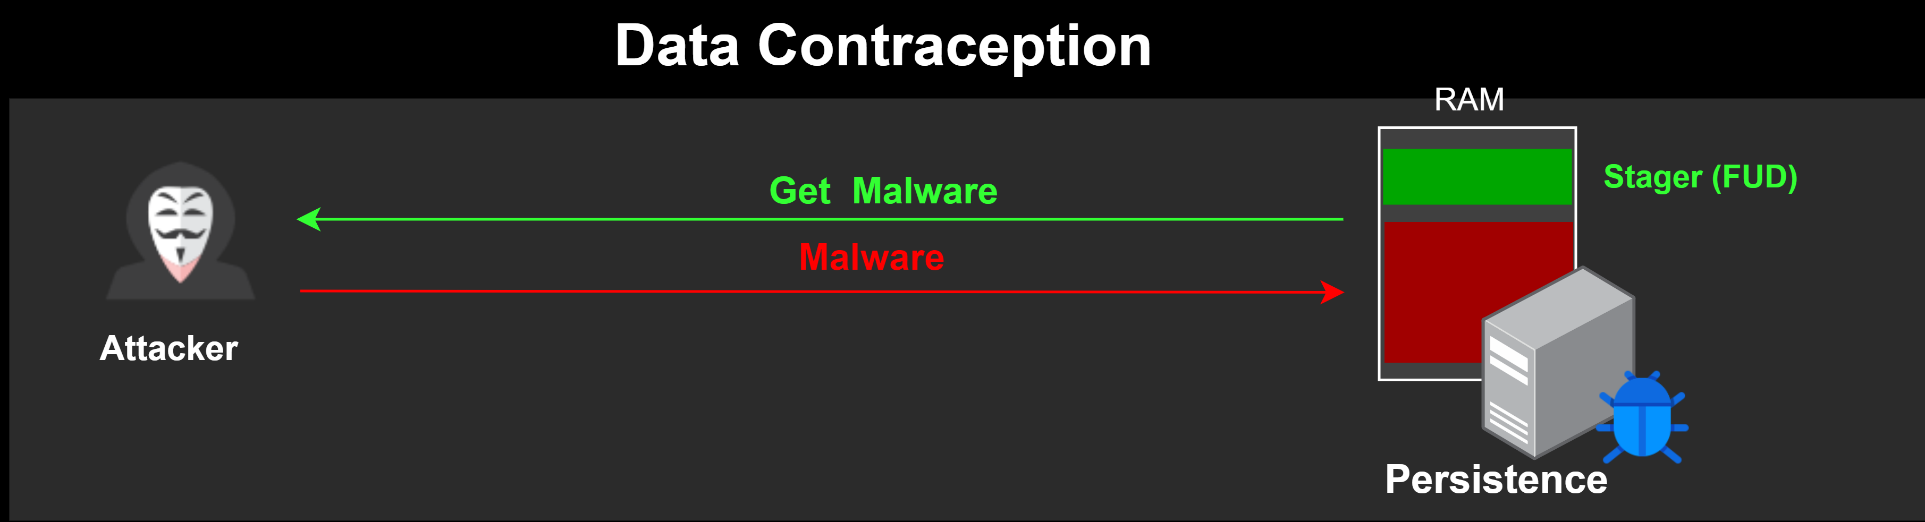 Data Contraception
RAM
Stager (FUD)
Get Malware
Malware
Attacker
Persistence